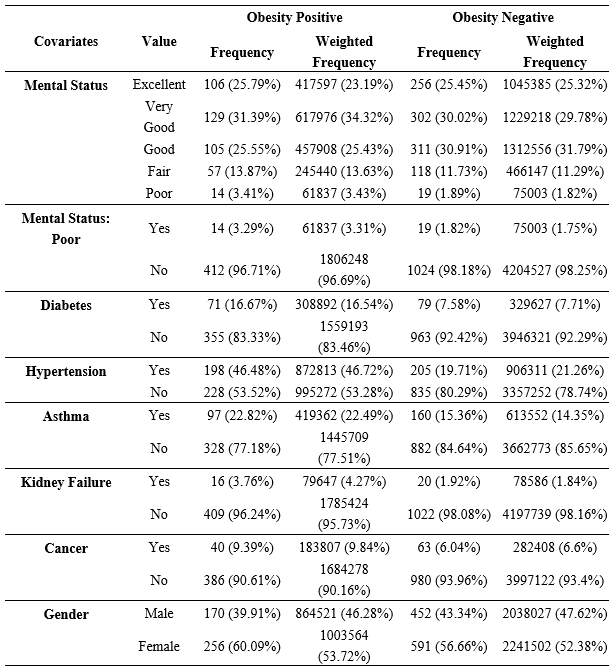 Covariates Value Obesity Positive Obesity Negative
Frequency Weighted Frequency Frequency Weighted Frequency
Mental Status Excellent 106 (25.79%) 417597 (23.19%) 256 (25.45%) 1045385 (25.32%)
Very Good 129 (31.39%) 617976 (34.32%) 302 (30.02%) 1229218 (29.78%)
Good 105 (25.55%) 457908 (25.43%) 311 (30.91%) 1312556 (31.79%)
Fair 57 (13.87%) 245440 (13.63%) 118 (11.73%) 466147 (11.29%)
Poor 14 (3.41%) 61837 (3.43%) 19 (1.89%) 75003 (1.82%)
Mental Status: Poor Yes 14 (3.29%) 61837 (3.31%) 19 (1.82%) 75003 (1.75%)
No 412 (96.71%) 1806248 (96.69%) 1024 (98.18%) 4204527 (98.25%)
Diabetes Yes 71 (16.67%) 308892 (16.54%) 79 (7.58%) 329627 (7.71%)
No 355 (83.33%) 1559193 (83.46%) 963 (92.42%) 3946321 (92.29%)
Hypertension Yes 198 (46.48%) 872813 (46.72%) 205 (19.71%) 906311 (21.26%)
No 228 (53.52%) 995272 (53.28%) 835 (80.29%) 3357252 (78.74%)
Asthma Yes 97 (22.82%) 419362 (22.49%) 160 (15.36%) 613552 (14.35%)
No 328 (77.18%) 1445709 (77.51%) 882 (84.64%) 3662773 (85.65%)
Kidney Failure Yes 16 (3.76%) 79647 (4.27%) 20 (1.92%) 78586 (1.84%)
No 409 (96.24%) 1785424 (95.73%) 1022 (98.08%) 4197739 (98.16%)
Cancer Yes 40 (9.39%) 183807 (9.84%) 63 (6.04%) 282408 (6.6%)
No 386 (90.61%) 1684278 (90.16%) 980 (93.96%) 3997122 (93.4%)
Gender Male 170 (39.91%) 864521 (46.28%) 452 (43.34%) 2038027 (47.62%)
Female 256 (60.09%) 1003564 (53.72%) 591 (56.66%) 2241502 (52.38%)